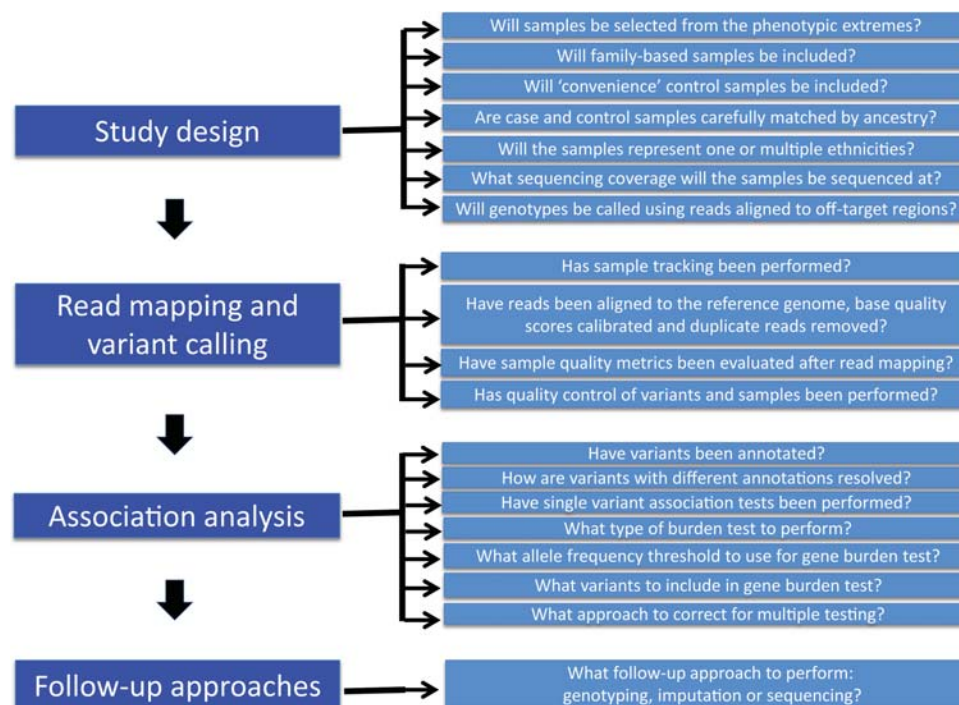 Study design
Will samples be selected from the phenotypic extremes?
Will family-based samples be included?
Will ‘convenience’ control samples be included?
Are case and control samples carefully matched by ancestry?
Will the samples represent one or multiple ethnicities?
What sequencing coverage will the samples be sequenced at?
Will genotypes be called using reads aligned to off-target regions?
Read mapping and
variant calling
Has sample tracking been performed?
Have reads been aligned to the reference genome, base quality
scores calibrated and duplicate reads removed?
Have sample quality metrics been evaluated after read mapping?
Has quality control of variants and samples been performed?
Association analysis
Have variants been annotated?
How are variants with different annotations resolved?
Have single variant association tests been performed?
What type of burden test to perform?
What allele frequency threshold to use for gene burden test?
What variants to include in gene burden test?
What approach to correct for multiple testing?
Follow-up approaches
What follow-up approach to perform:
genotyping, imputation or sequencing?